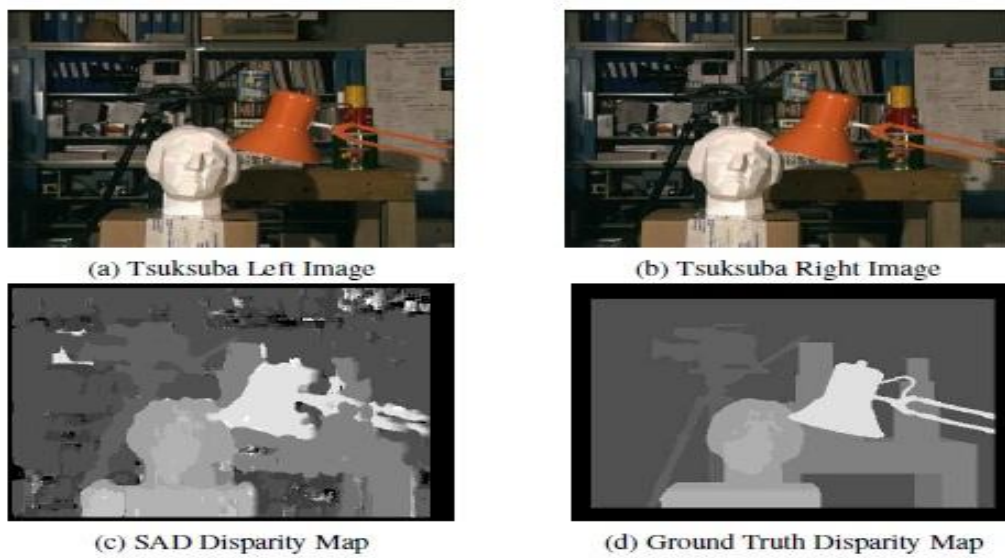 (a) Tsuksuba Left Image
(b) Tsuksuba Right Image
(c) SAD Disparity Map
(d) Ground Truth Disparity Map